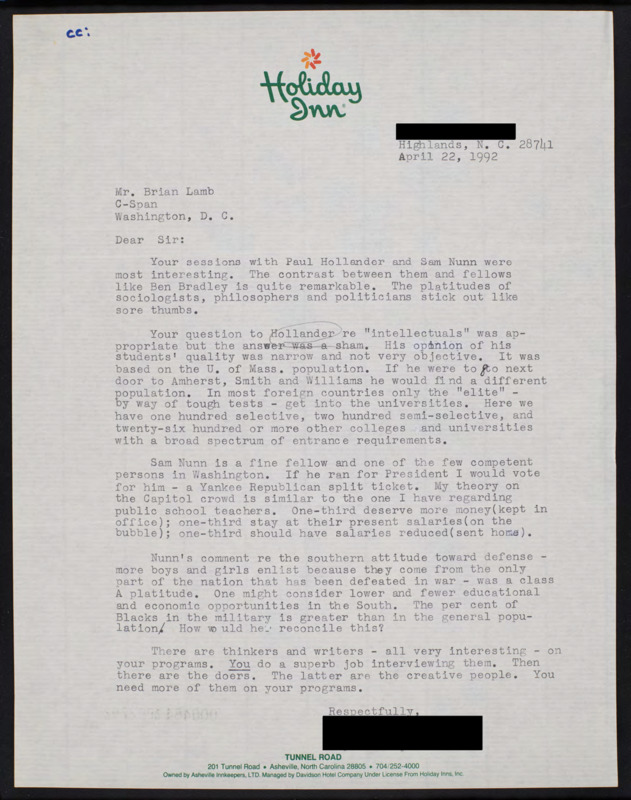 cc:
Holiday
Inn®
Highlands, N. C. 28741
April 22, 1992
Mr. Brian Lamb
C-Span
Washington, D. C.
Dear Sir:
Your sessions with Paul Hollander and Sam Nunn were
most interesting. The contrast between them and fellows
like Ben Bradley is quite remarkable. The platitudes of
sociologists, philosophers and politicians stick out like
sore thumbs.
Your question to Hollander re "intellectuals" was ap-
propriate but the answer was a sham. His opinion of his
students' quality was narrow and not very objective. It was
based on the U. of Mass. population. If he were to go next
door to Amherst, Smith and Williams he would find a different
population. In most foreign countries only the "elite" -
by way of tough tests - get into the universities. Here we
have one hundred selective, two hundred semi-selective, and
twenty-six hundred or more other colleges and universities
with a broad spectrum of entrance requirements.
Sam Nunn is a fine fellow and one of the few competent
persons in Washington. If he ran for President I would vote
for him - a Yankee Republican split ticket. My theory on
the Capitol crowd is similar to the one I have regarding
public school teachers. One-third deserve more money(kept in
office); one-third stay at their present salaries(on the
bubble); one-third should have salaries reduced(sent home).
Nunn's comment re the southern attitude toward defense -
more boys and girls enlist because they come from the only
part of the nation that has been defeated in war - was a class
A platitude. One might consider lower and fewer educational
and economic opportunities in the South. The per cent of
Blacks in the military is greater than in the general popu-
lation. How would he reconcile this?
There are thinkers and writers - all very interesting - on
your programs. You do a superb job interviewing them. Then
there are the doers. The latter are the creative people. You
need more of them on your programs.
Respectfully,
TUNNEL ROAD
201 Tunnel Road • Asheville, North Carolina 28805 • 704/252-4000
Owned by Asheville Innkeepers, LTD. Managed by Davidson Hotel Company Under License From Holiday Inns, Inc.